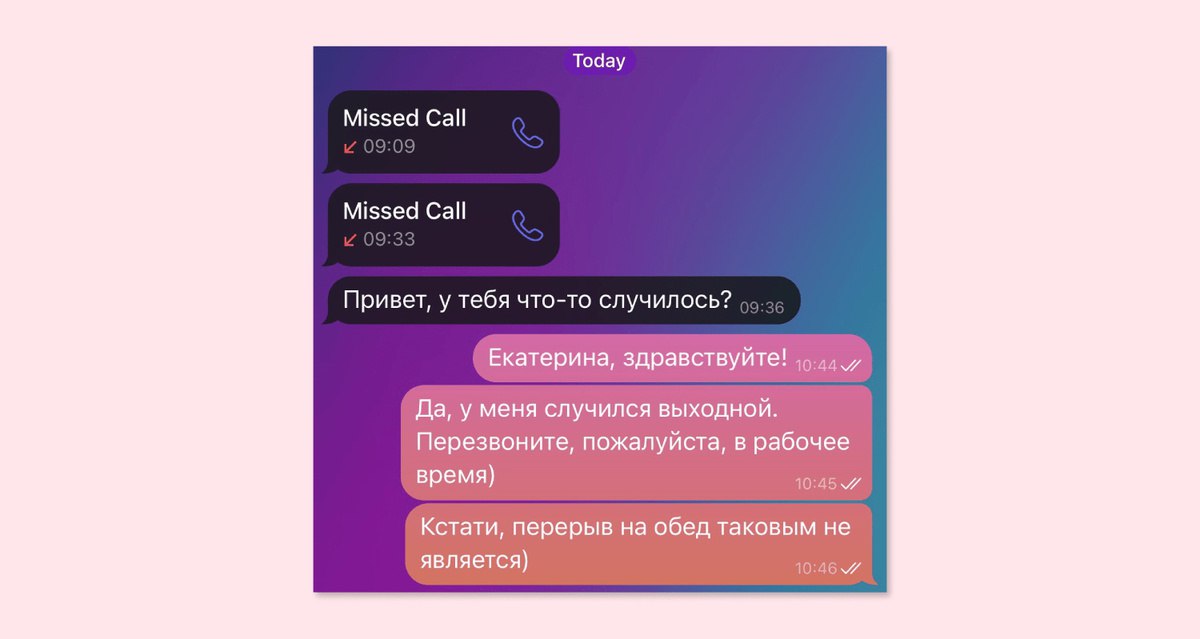 Today
Missed Call
09:09
Missed Call
09:33
Привет, у тебя что-то случилось? 09:36
Екатерина, здравствуйте! 10:44
Да, у меня случился выходной.
Перезвоните, пожалуйста, в рабочее
время) 10:45
Кстати, перерыв на обед таковым не
является) 10:46